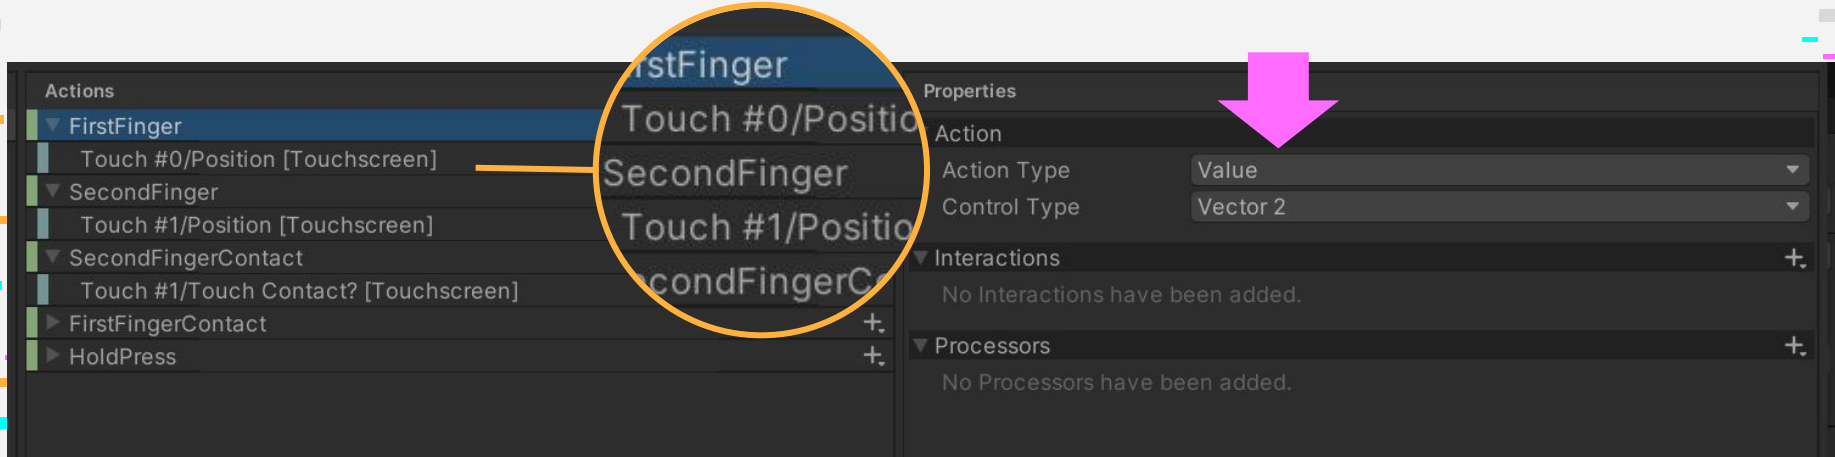 Actions
FirstFinger
Touch #0/Position [Touchscreen]
SecondFinger
Touch #1/Position [Touchscreen]
SecondFingerContact
Touch #1/Touch Contact? [Touchscreen]
FirstFingerContact
HoldPress
rstFinger
Touch #0/Positio
SecondFinger
Touch #1/Positio
condFingerC
Properties
Action
Action Type Value
Control Type Vector 2
Interactions
No Interactions have been added.
Processors
No Processors have been added.